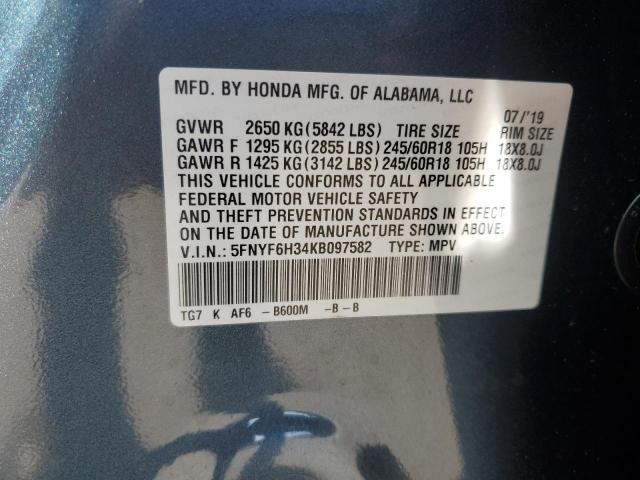 MFD. BY HONDA MFG. OF ALABAMA, LLC
07/'19
GVWR 2650 KG(5842 LBS) TIRE SIZE RIM SIZE
GAWR F 1295 KG(2855 LBS)245/60R18 105H 18X8.0J
GAWR R 1425 KG(3142 LBS)245/60R18 105H 18X8.0J
THIS VEHICLE CONFORMS TO ALL APPLICABLE
FEDERAL MOTOR VEHICLE SAFETY
AND THEFT PREVENTION STANDARDS IN EFFECT
ON THE DATE OF MANUFACTURE SHOWN ABOVE.
V.I.N.: 5FNYF6H34KB097582 TYPE: MPV
TG7 K AF6 -B600M -B-B